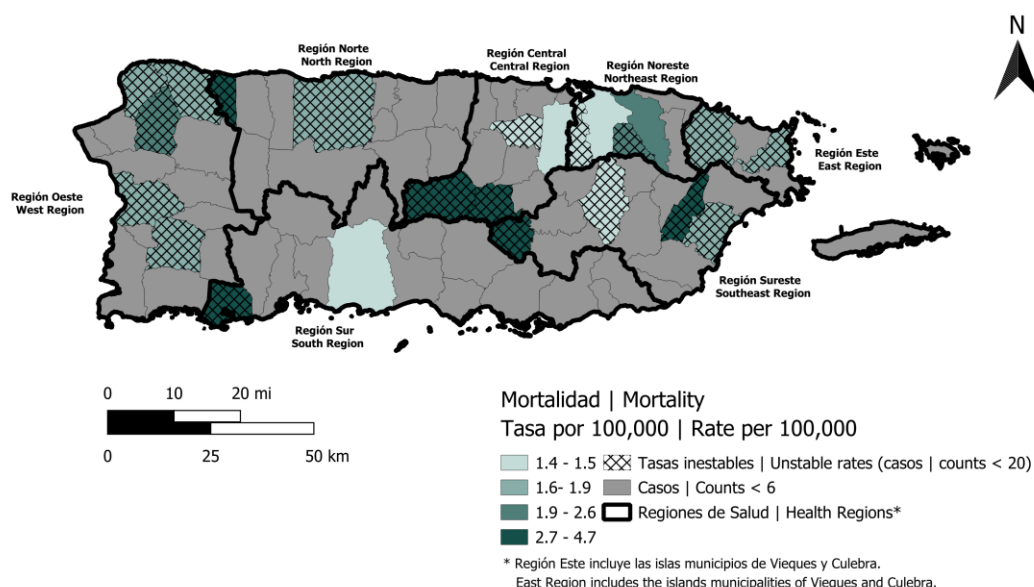 N
Región Norte
North Region
Región Central
Central Region
Región Noreste
Northeast Region
Región Este
East Region
Región Oeste
West Region
Región Sureste
Southeast Region
Región Sur
South Region
0 10 20 mi
0 25 50 km
Mortalidad | Mortality
Tasa por 100,000 | Rate per 100,000
1.4 - 1.5 Tasas inestables | Unstable rates (casos | counts < 20)
1.6- 1.9 Casos | Counts < 6
1.9 - 2.6 Regiones de Salud | Health Regions*
2.7 - 4.7
* Región Este incluye las islas municipios de Vieques y Culebra.
East Region includes the islands municipalities of Vieques and Culebra.